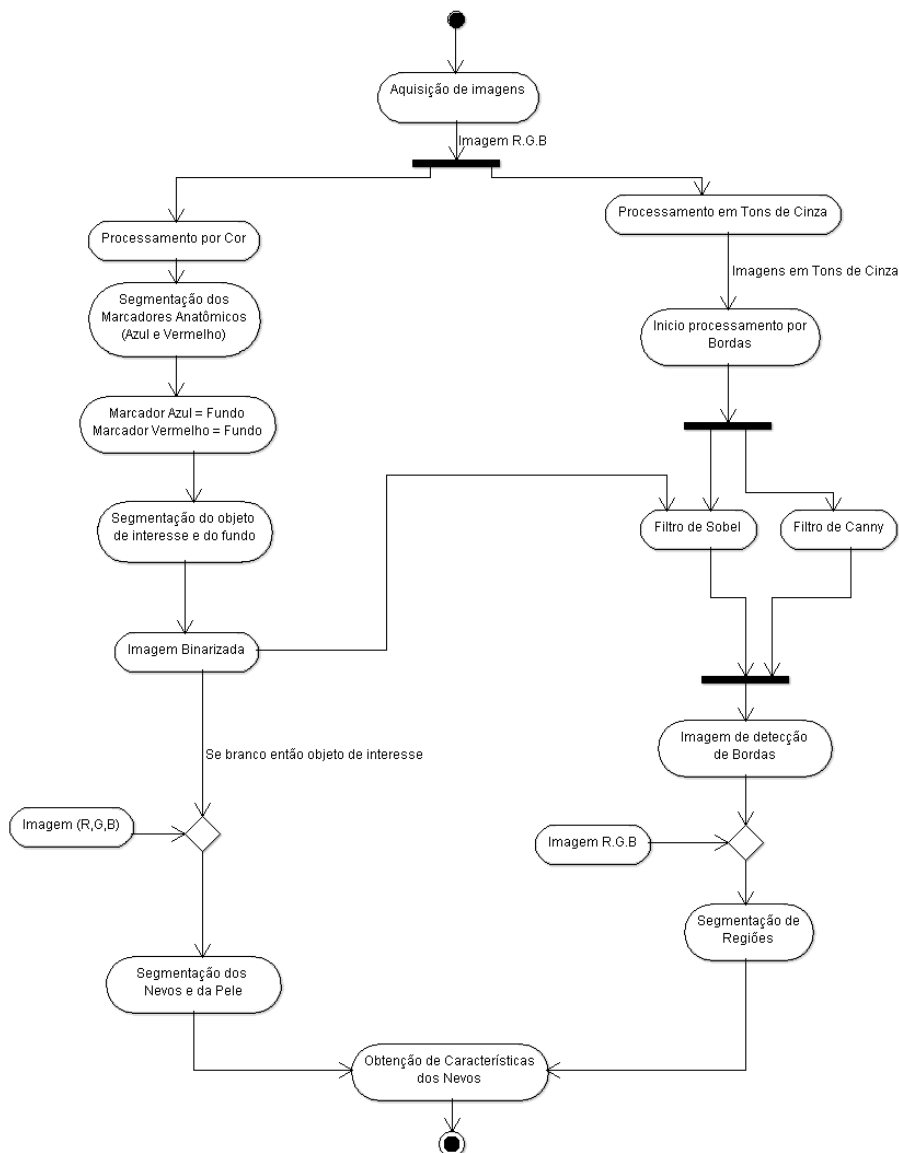 Aquisição de imagens
Imagem R.G.B
Processamento por Cor
Processamento em Tons de Cinza
Imagens em Tons de Cinza
Segmentação dos
Marcadores Anatômicos
(Azul e Vermelho)
Inicio processamento por
Bordas
Marcador Azul = Fundo
Marcador Vermelho = Fundo
Segmentação do objeto
de interesse e do fundo
Filtro de Sobel
Filtro de Canny
Imagem Binarizada
Se branco então objeto de interesse
Imagem de detecção
de Bordas
Imagem (R,G,B)
Imagem R.G.B
Segmentação de
Regiões
Segmentação dos
Nevos e da Pele
Obtenção de Características
dos Nevos